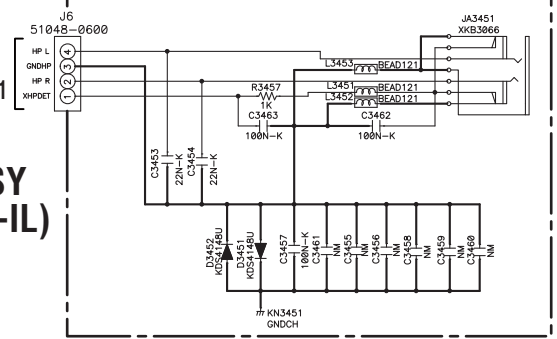 J6
51048-0600
HP L 4
GNDHP 3
HP R 2
XHPDET 1
1
SY
-IL)
JA3451
XKB3066
L3453 BEAD121
L3451 BEAD121
L3452 BEAD121
R3457
1K
C3463
100N-K
C3462
100N-K
C3453
22N-K
C3454
22N-K
D3452
KDS4148U
D3451
KDS4148U
C3457
100N-K
C3461
NM
C3455
NM
C3456
NM
C3458
NM
C3459
NM
C3460
NM
KN3451
GNDCH